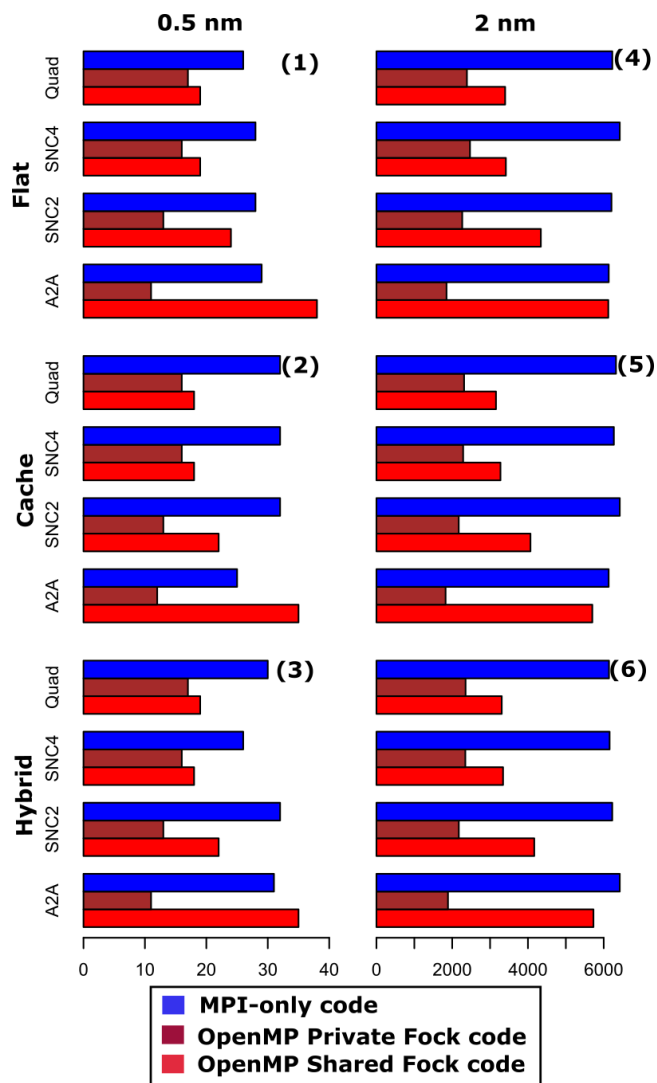 0.5 nm
2 nm
Flat
Quad
SNC4
SNC2
A2A
(1)
(4)
Cache
Quad
SNC4
SNC2
A2A
(2)
(5)
Hybrid
Quad
SNC4
SNC2
A2A
(3)
(6)
0 10 20 30 40
0 2000 4000 6000
MPI-only code
OpenMP Private Fock code
OpenMP Shared Fock code